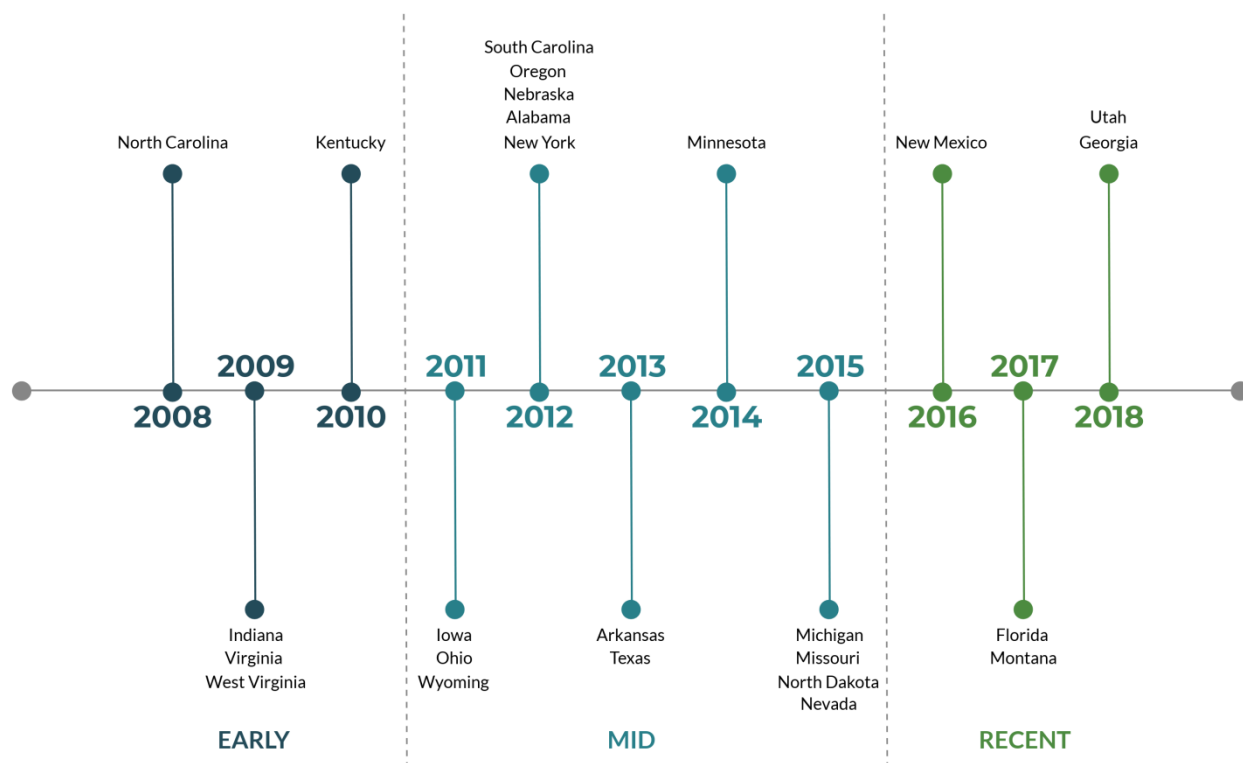 South Carolina
Oregon
Nebraska
Alabama
New York
North Carolina
Kentucky
Minnesota
New Mexico
Utah
Georgia
2009
2011
2013
2015
2017
2008
2010
2012
2014
2016
2018
Indiana
Virginia
West Virginia
Iowa
Ohio
Wyoming
Arkansas
Texas
Michigan
Missouri
North Dakota
Nevada
Florida
Montana
EARLY
MID
RECENT